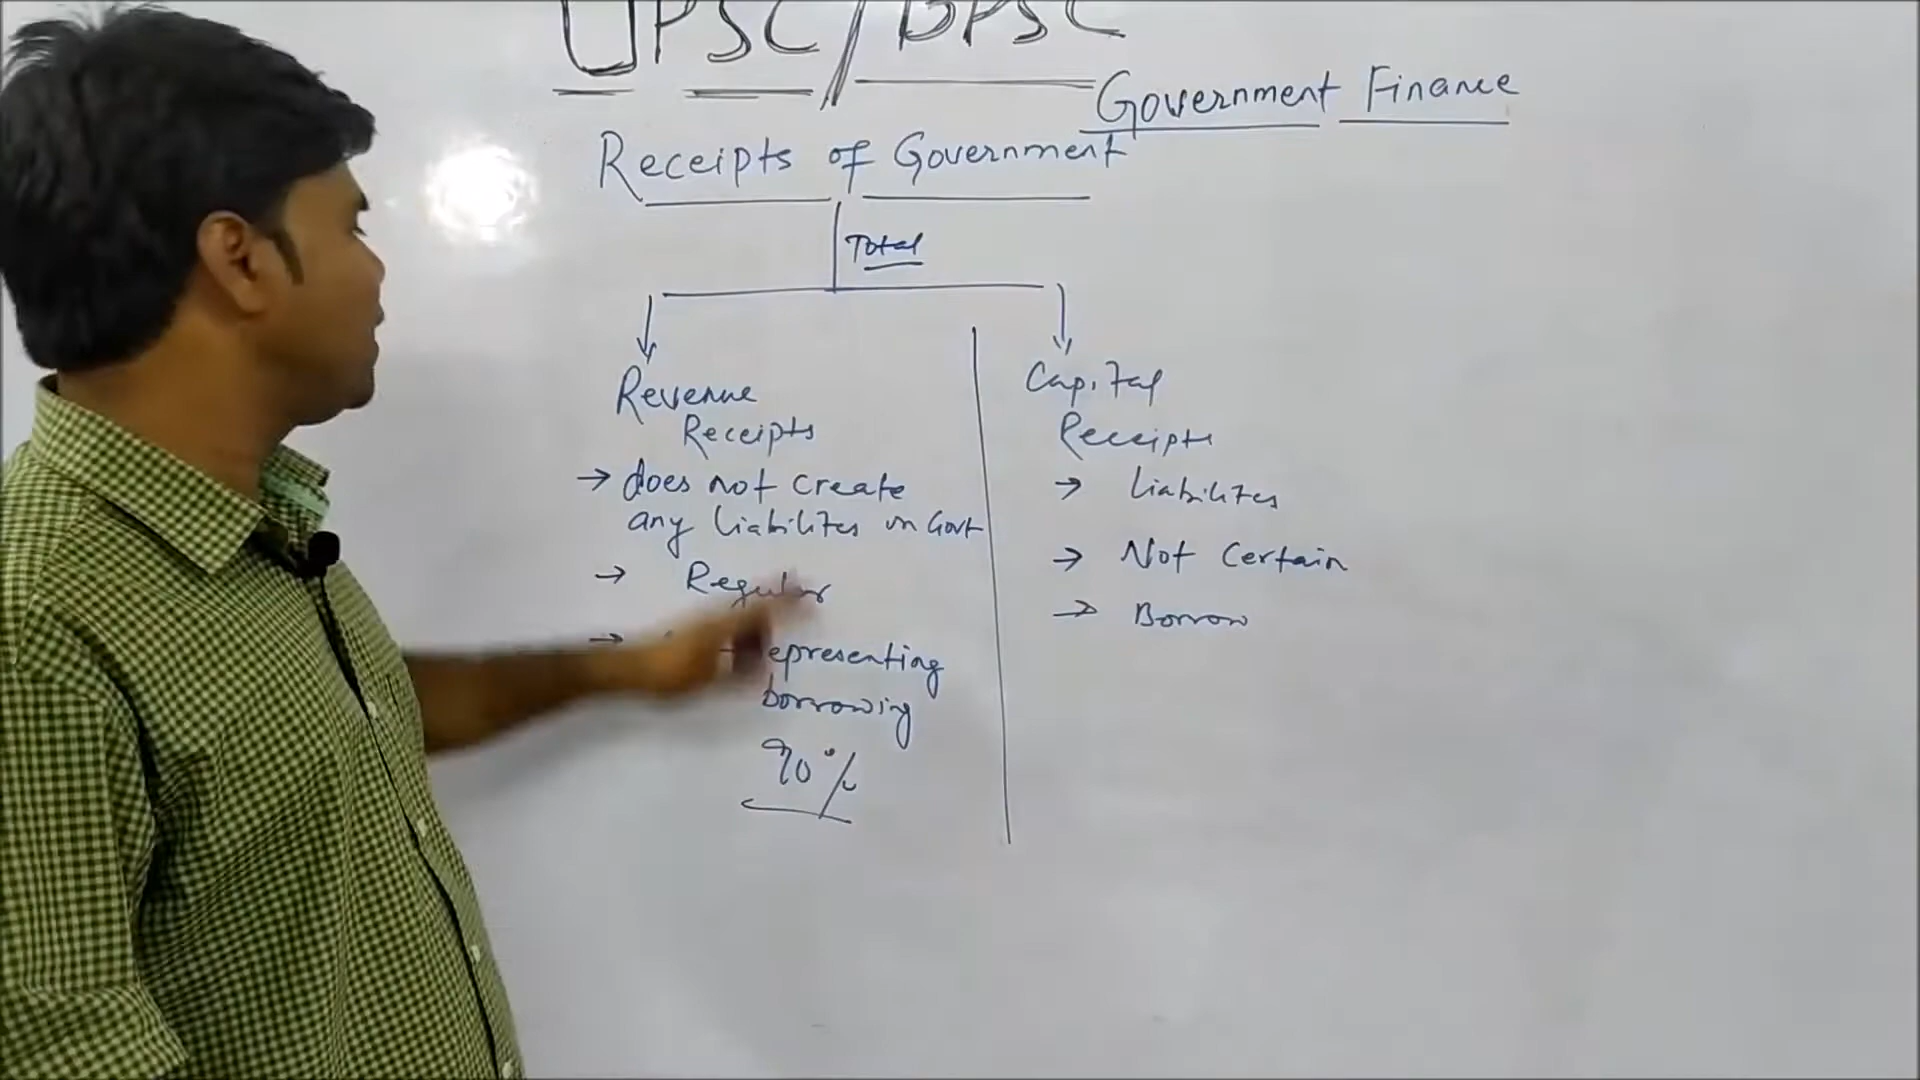 UPSC/BPSC
Government Finance
Receipts of Government
Total
Revenue
Receipts
→ does not create
any liabilites on Govt
→ Regular
→ epresenting
borrowing
90%
Capital
Receipts
→ liabilites
→ Not Certain
→ Borrow